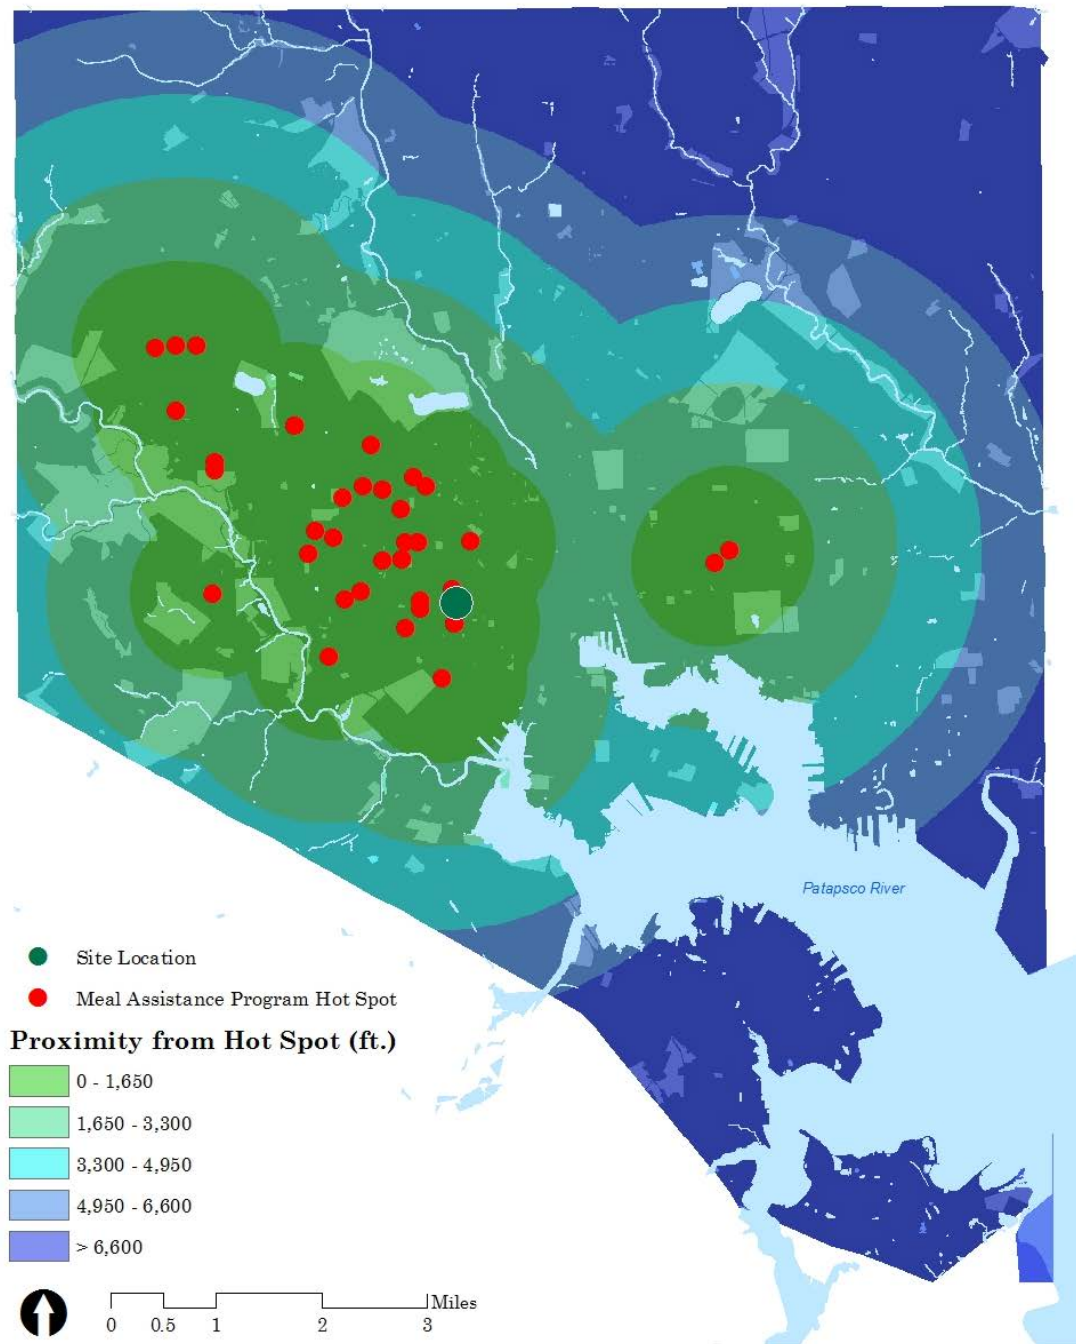 Patapsco River
Site Location
Meal Assistance Program Hot Spot
Proximity from Hot Spot (ft.)
0 - 1,650
1,650 - 3,300
3,300 - 4,950
4,950 - 6,600
> 6,600
Miles
0 0.5 1 2 3